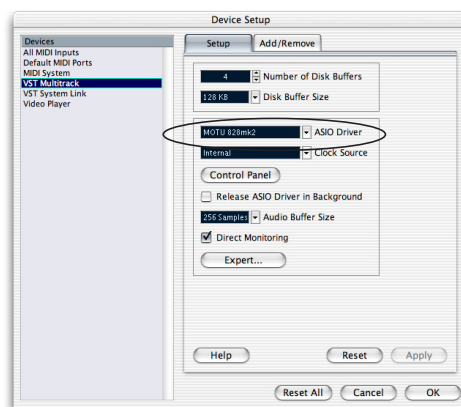 Device Setup
Devices
All MIDI Inputs
Default MIDI Ports
MIDI System
VST Multitrack
VST System Link
Video Player
Setup
Add/Remove
4 Number of Disk Buffers
128 KB Disk Buffer Size
MOTU 828mk2 ASIO Driver
Internal Clock Source
Control Panel
Release ASIO Driver in Background
256 Samples Audio Buffer Size
Direct Monitoring
Expert...
Help Reset Apply
Reset All Cancel OK